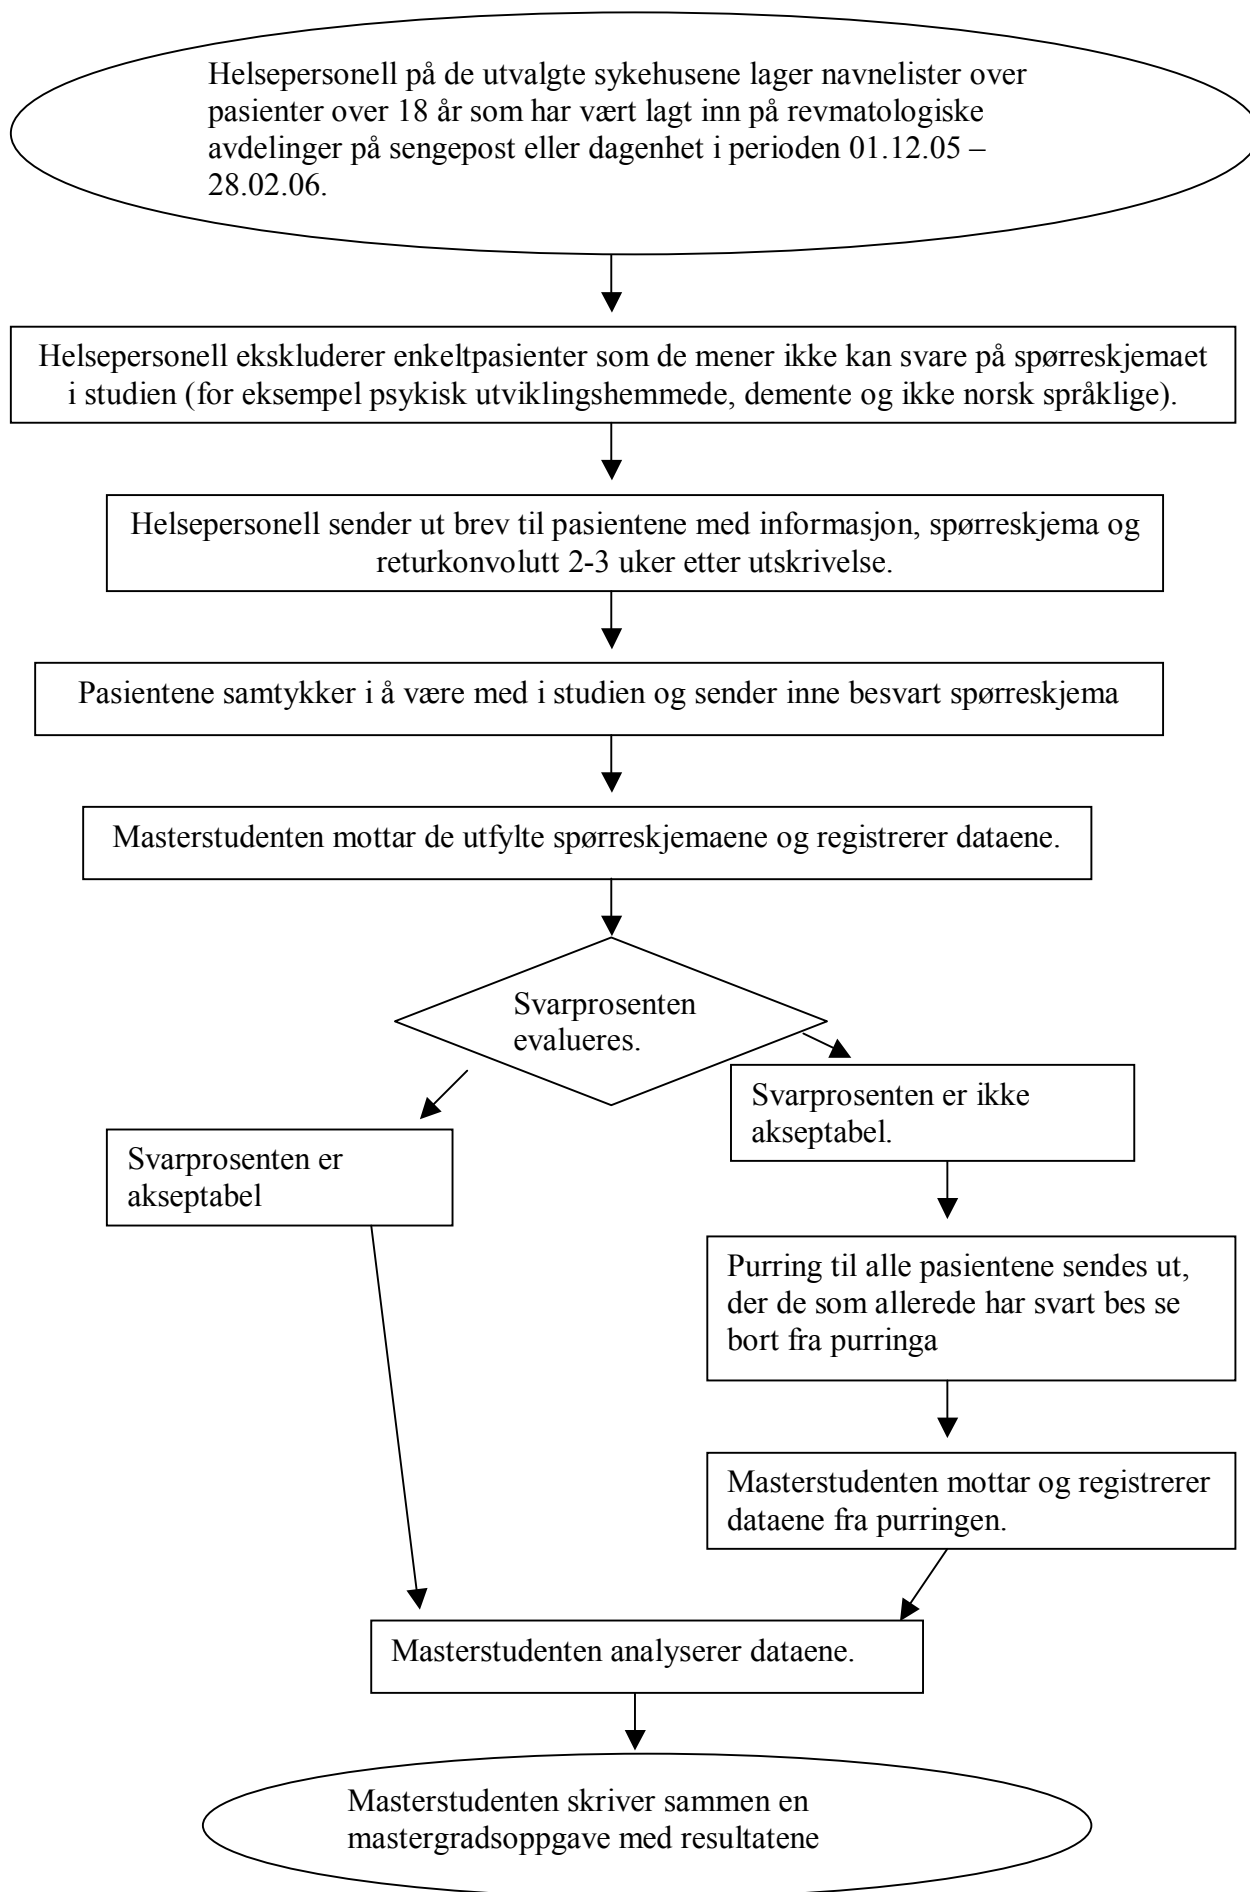 Helsepersonell på de utvalgte sykehusene lager navnelister over
pasienter over 18 år som har vært lagt inn på revmatologiske
avdelinger på sengepost eller dagenhet i perioden 01.12.05 –
28.02.06.
Helsepersonell ekskluderer enkeltpasienter som de mener ikke kan svare på spørreskjemaet
i studien (for eksempel psykisk utviklingshemmede, demente og ikke norsk språklige).
Helsepersonell sender ut brev til pasientene med informasjon, spørreskjema og
returkonvolutt 2-3 uker etter utskrivelse.
Pasientene samtykker i å være med i studien og sender inne besvart spørreskjema
Masterstudenten mottar de utfylte spørreskjemaene og registrerer dataene.
Svarprosenten
evalueres.
Svarprosenten er ikke
akseptabel.
Svarprosenten er
akseptabel
Purring til alle pasientene sendes ut,
der de som allerede har svart bes se
bort fra purringa
Masterstudenten mottar og registrerer
dataene fra purringen.
Masterstudenten analyserer dataene.
Masterstudenten skriver sammen en
mastergradsoppgave med resultatene